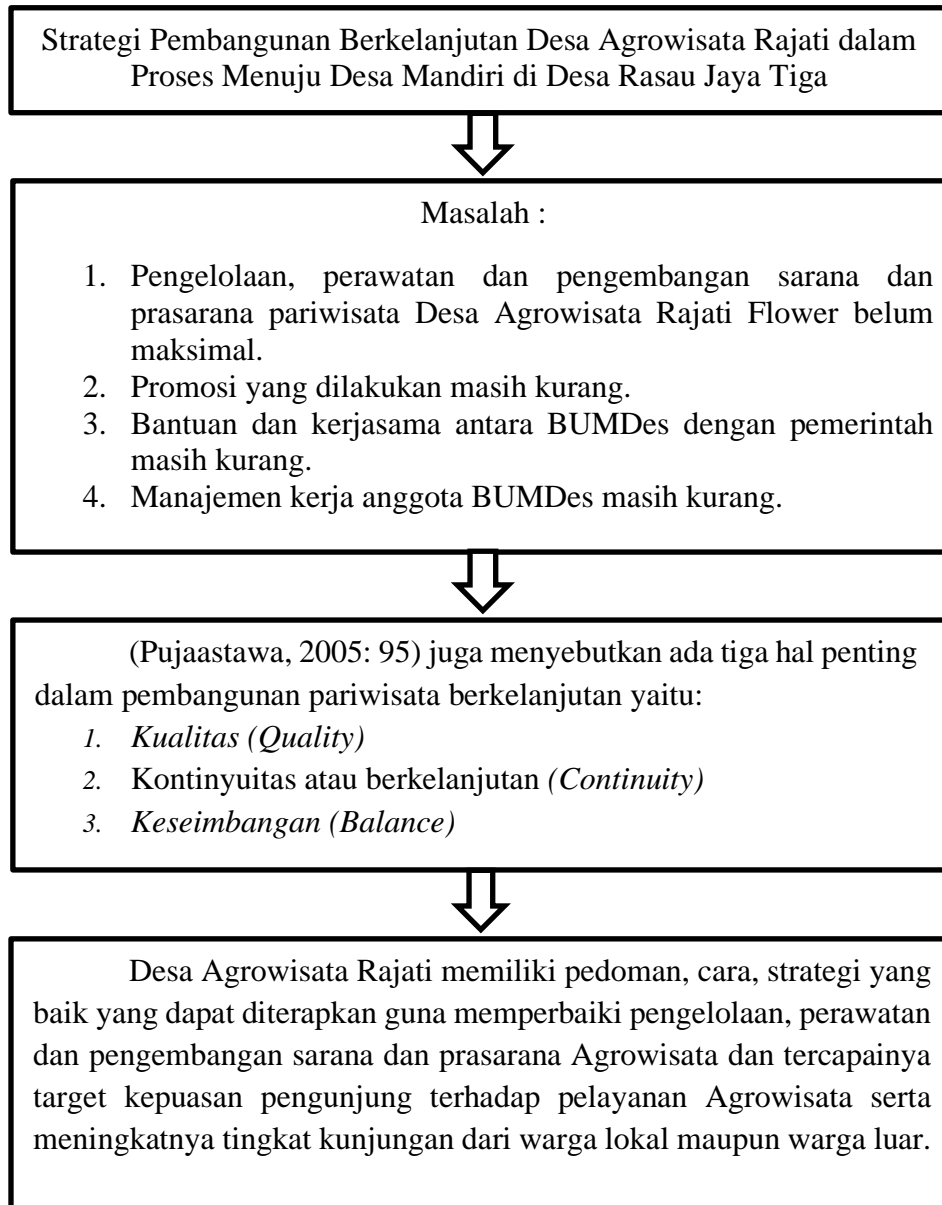 Strategi Pembangunan Berkelanjutan Desa Agrowisata Rajati dalam
Proses Menuju Desa Mandiri di Desa Rasau Jaya Tiga
Masalah :
1. Pengelolaan, perawatan dan pengembangan sarana dan
prasarana pariwisata Desa Agrowisata Rajati Flower belum
maksimal.
2. Promosi yang dilakukan masih kurang.
3. Bantuan dan kerjasama antara BUMDes dengan pemerintah
masih kurang.
4. Manajemen kerja anggota BUMDes masih kurang.
(Pujaastawa, 2005: 95) juga menyebutkan ada tiga hal penting
dalam pembangunan pariwisata berkelanjutan yaitu:
1. Kualitas (Quality)
2. Kontinyuitas atau berkelanjutan (Continuity)
3. Keseimbangan (Balance)
Desa Agrowisata Rajati memiliki pedoman, cara, strategi yang
baik yang dapat diterapkan guna memperbaiki pengelolaan, perawatan
dan pengembangan sarana dan prasarana Agrowisata dan tercapainya
target kepuasan pengunjung terhadap pelayanan Agrowisata serta
meningkatnya tingkat kunjungan dari warga lokal maupun warga luar.